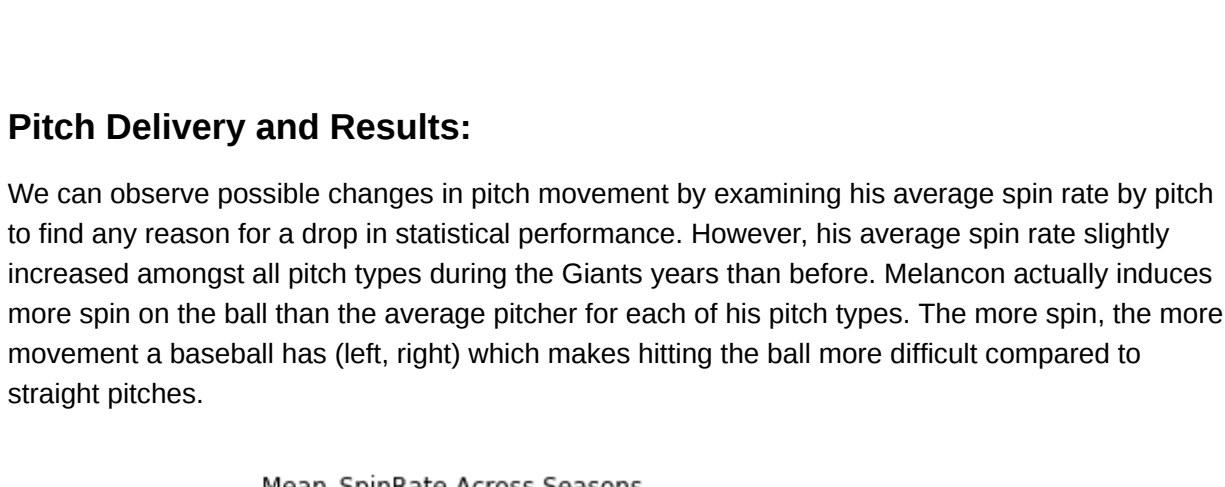 Pitch Delivery and Results:
We can observe possible changes in pitch movement by examining his average spin rate by pitch
to find any reason for a drop in statistical performance. However, his average spin rate slightly
increased amongst all pitch types during the Giants years than before. Melancon actually induces
more spin on the ball than the average pitcher for each of his pitch types. The more spin, the more
movement a baseball has (left, right) which makes hitting the ball more difficult compared to
straight pitches.
Mean SpinRate Across Seasons